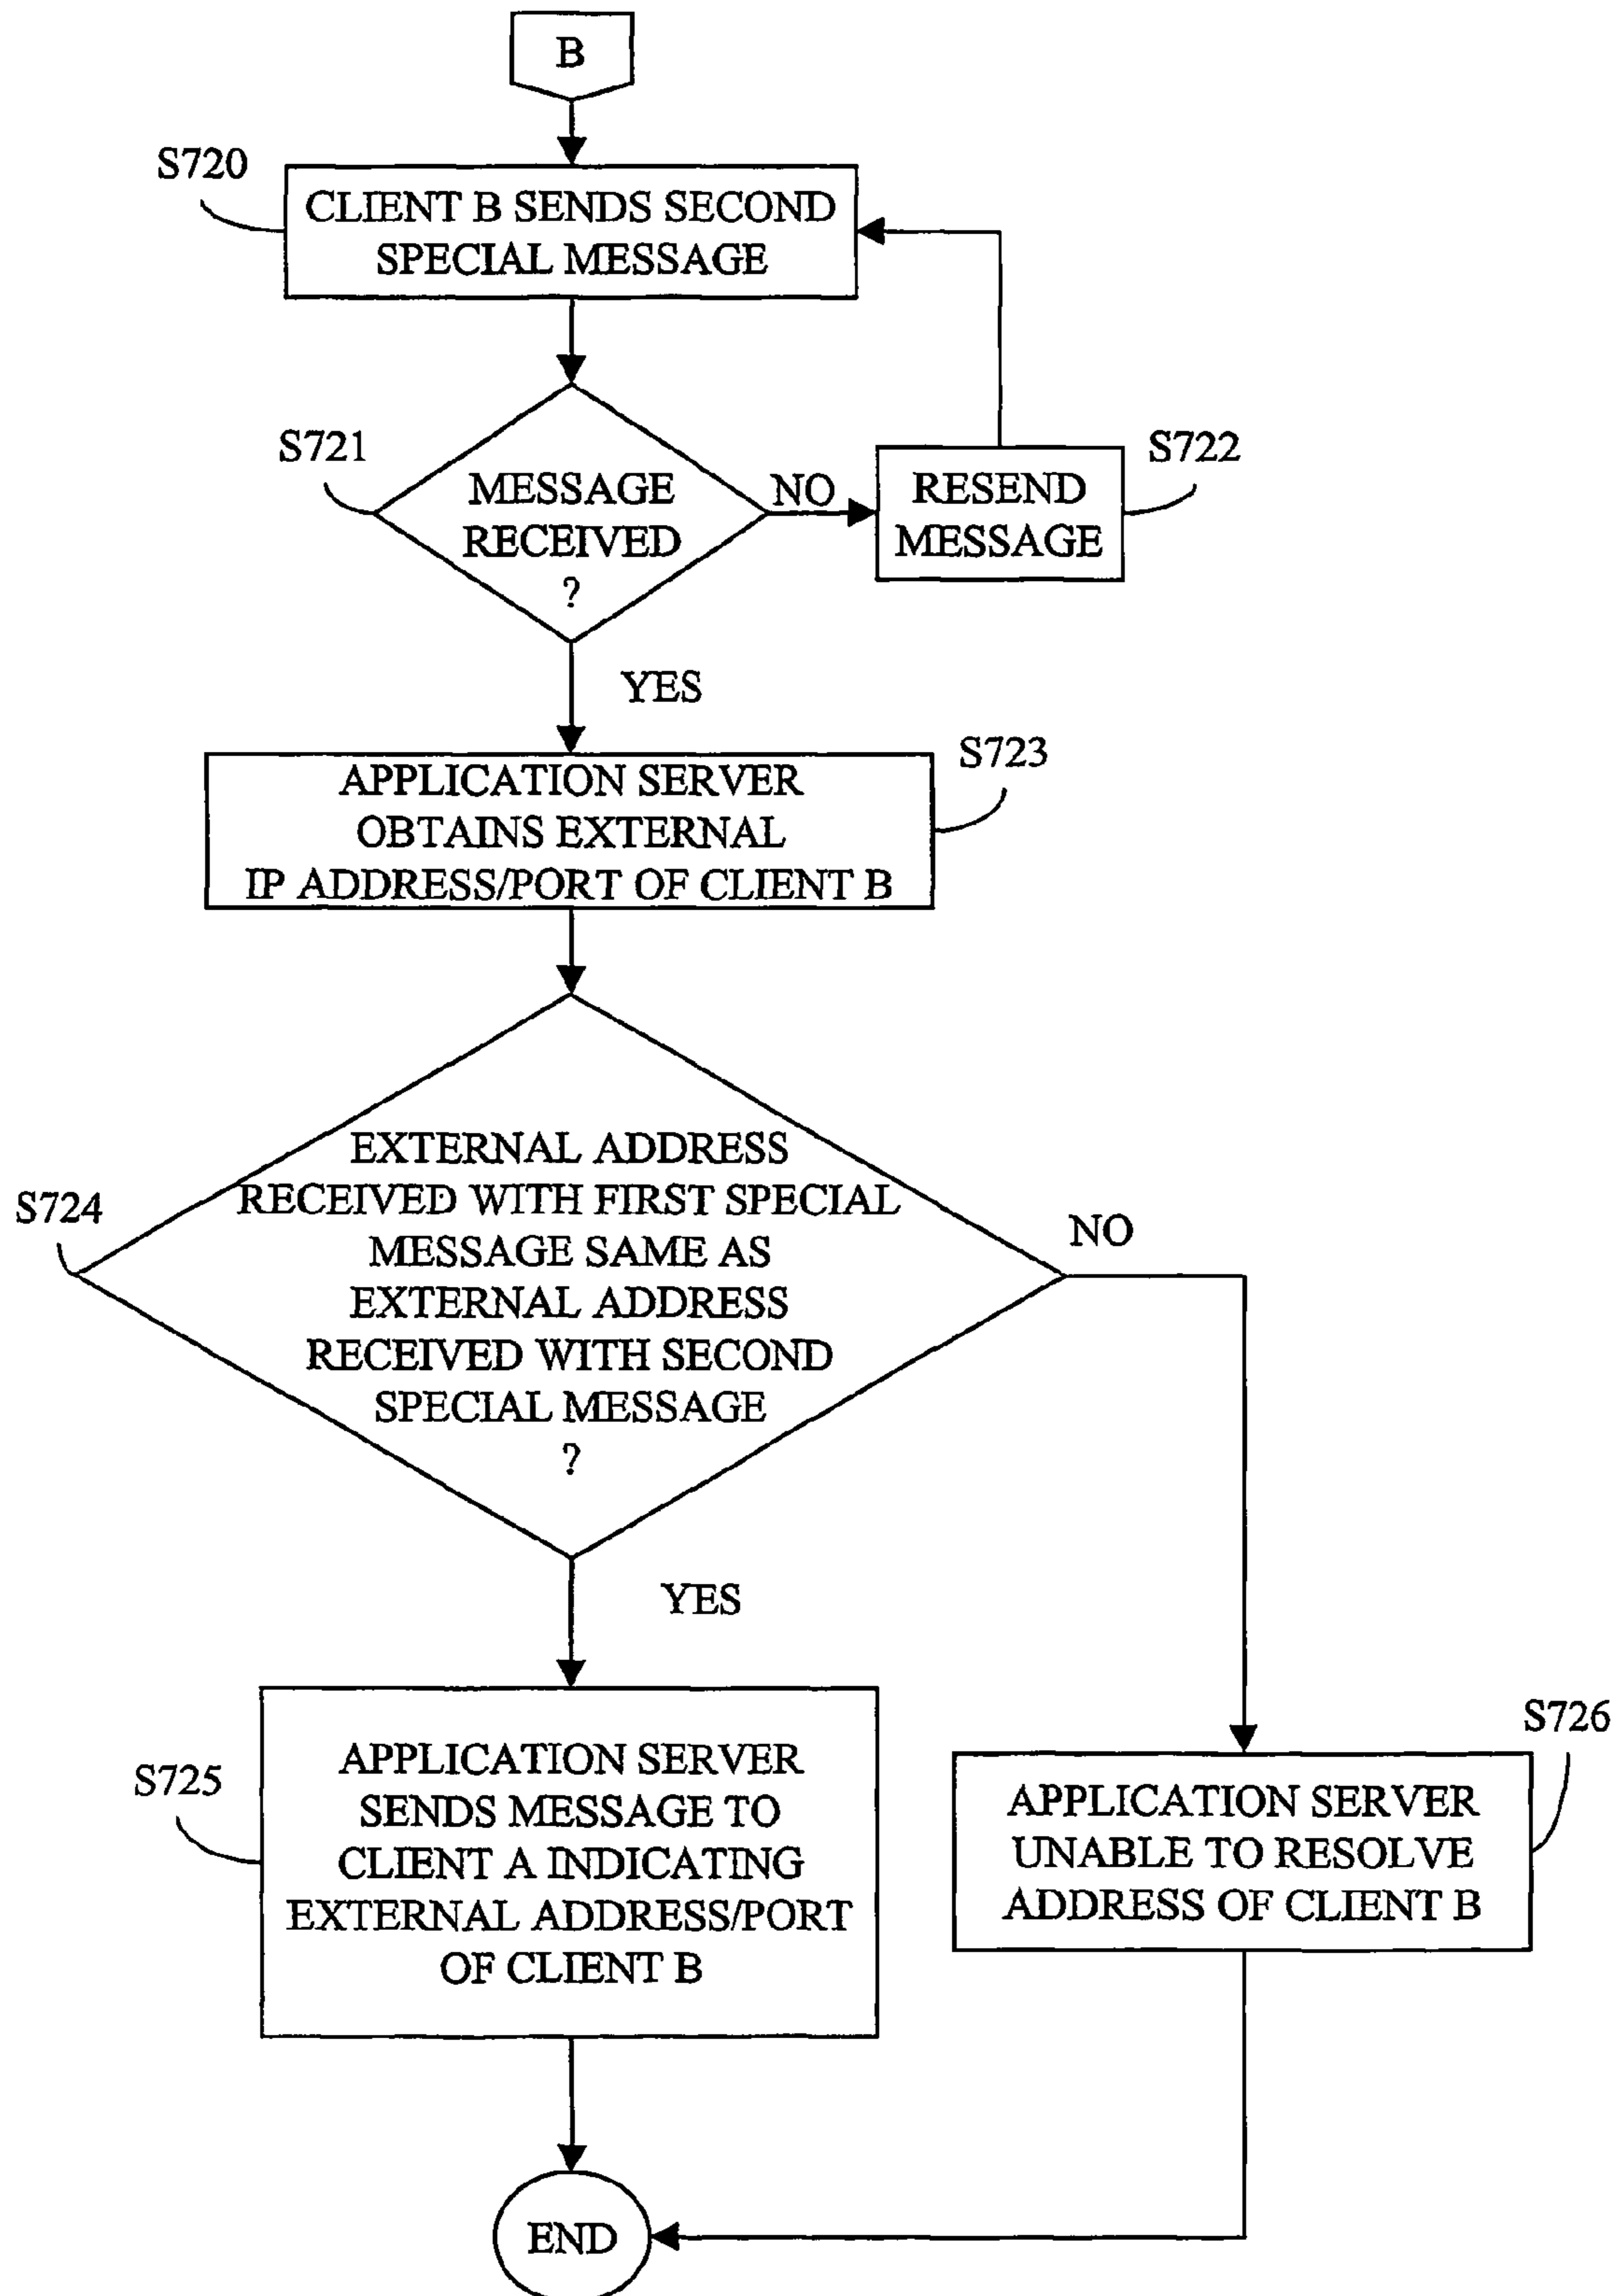 B
S720
CLIENT B SENDS SECOND
SPECIAL MESSAGE
S721
MESSAGE
RECEIVED
?
NO
RESEND
MESSAGE
S722
YES
APPLICATION SERVER
OBTAINS EXTERNAL
IP ADDRESS/PORT OF CLIENT B
S723
S724
EXTERNAL ADDRESS
RECEIVED WITH FIRST SPECIAL
MESSAGE SAME AS
EXTERNAL ADDRESS
RECEIVED WITH SECOND
SPECIAL MESSAGE
?
NO
YES
S725
APPLICATION SERVER
SENDS MESSAGE TO
CLIENT A INDICATING
EXTERNAL ADDRESS/PORT
OF CLIENT B
S726
APPLICATION SERVER
UNABLE TO RESOLVE
ADDRESS OF CLIENT B
END